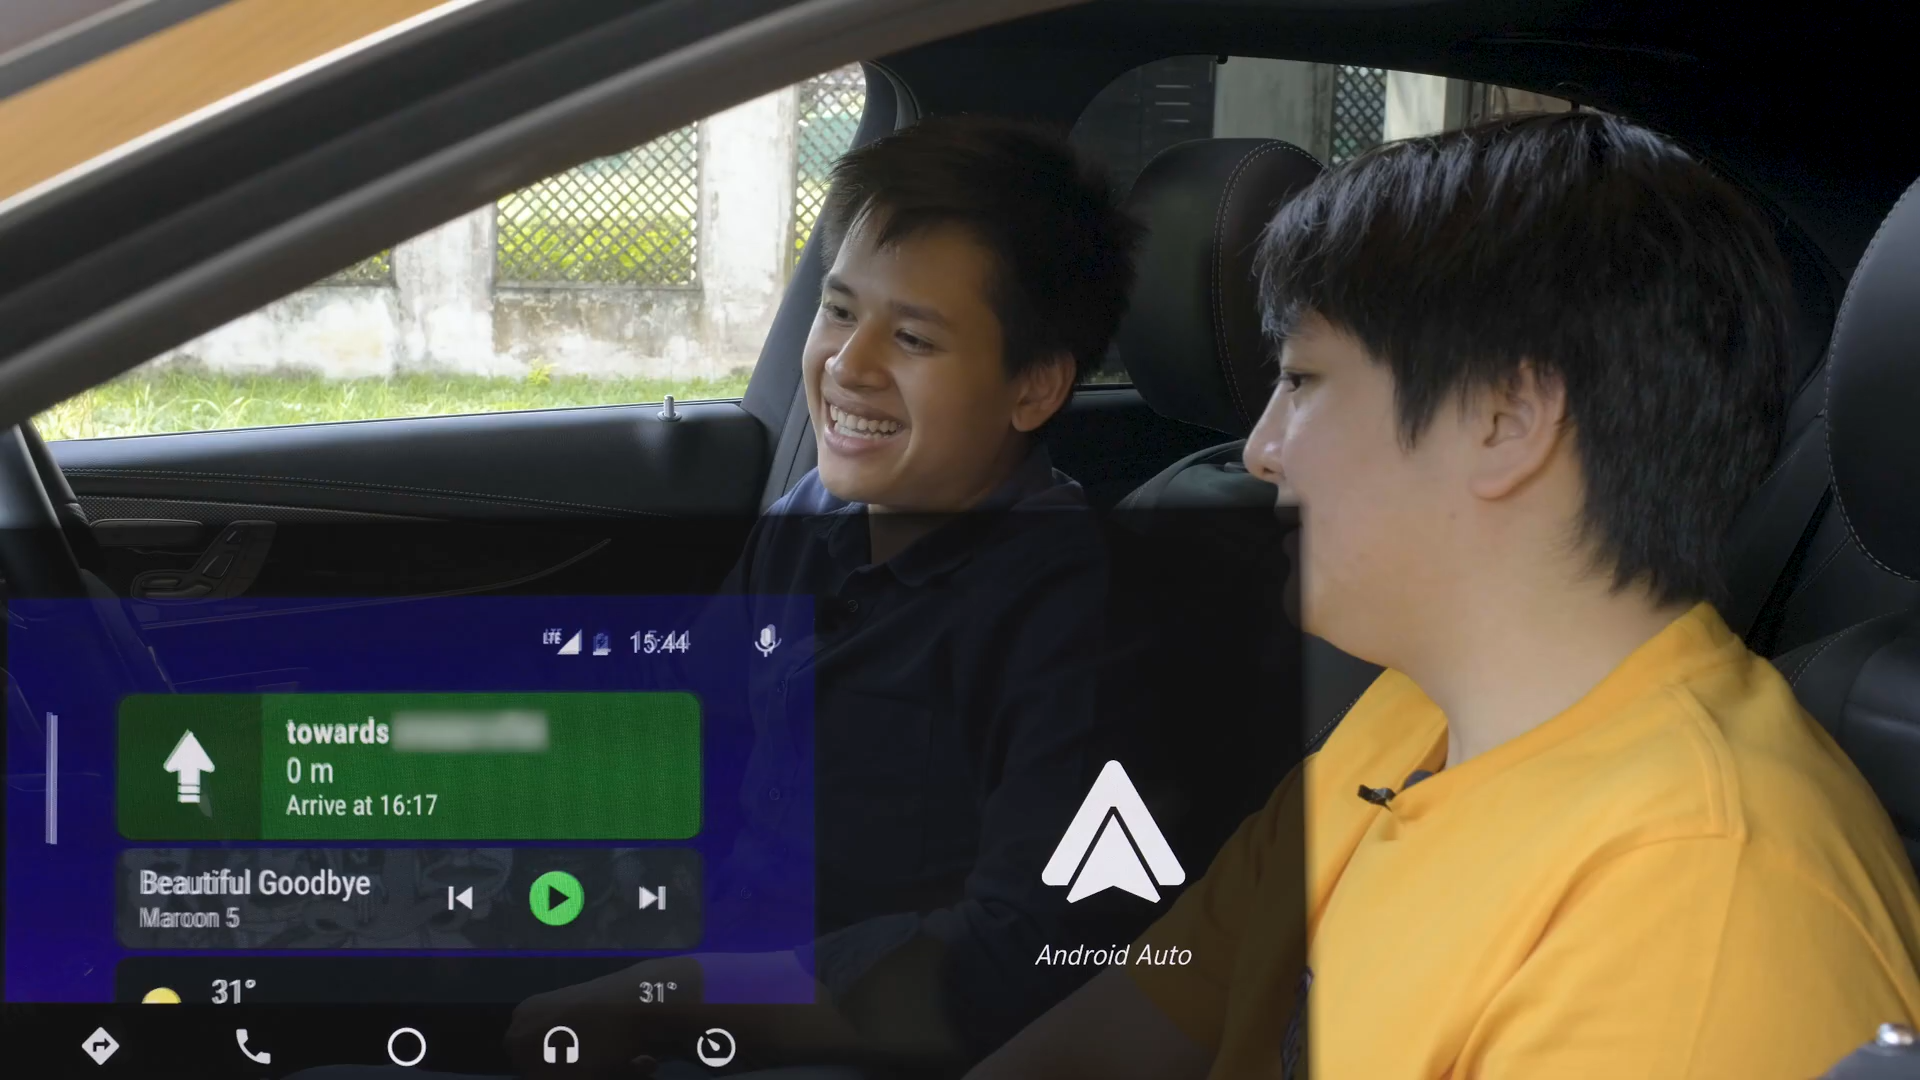 LTE 15:44
towards
0 m
Arrive at 16:17
Beautiful Goodbye
Maroon 5
31° 31°
Android Auto